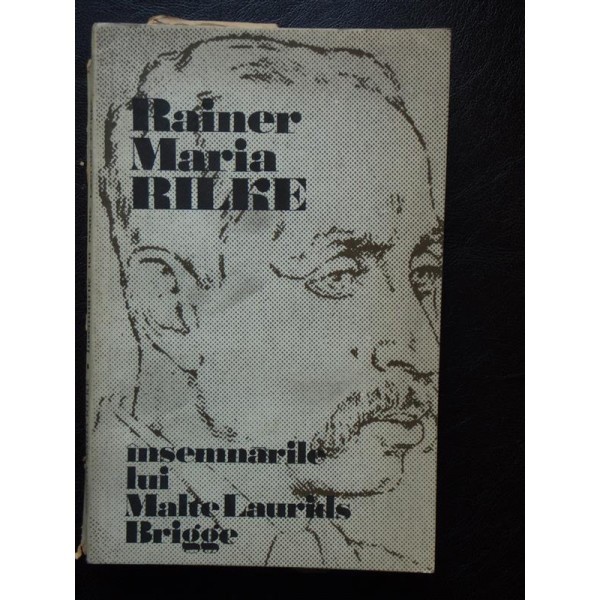 Rainer
Maria
RILKE
însemnările
lui
Malte Laurids
Brigge